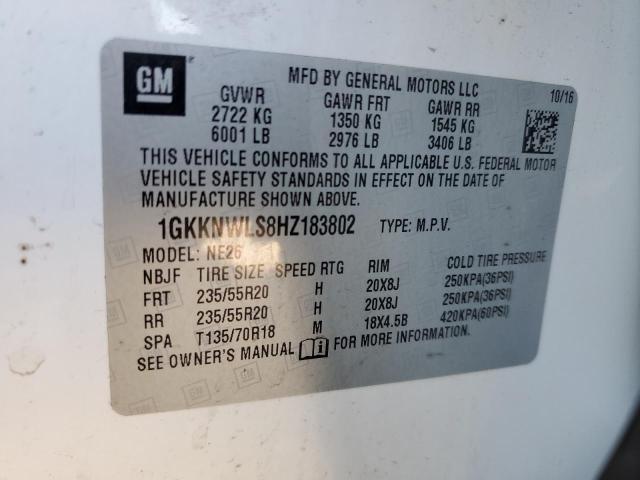 GM
MFD BY GENERAL MOTORS LLC
10/16
GVWR GAWR FRT GAWR RR
2722 KG 1350 KG 1545 KG
6001 LB 2976 LB 3406 LB
THIS VEHICLE CONFORMS TO ALL APPLICABLE U.S. FEDERAL MOTOR
VEHICLE SAFETY STANDARDS IN EFFECT ON THE DATE OF
MANUFACTURE SHOWN ABOVE.
1GKKNWLS8HZ183802 TYPE: M.P.V.
MODEL: NE26
NBJF TIRE SIZE SPEED RTG RIM COLD TIRE PRESSURE
FRT 235/55R20 H 20X8J 250KPA(36PSI)
RR 235/55R20 H 20X8J 250KPA(36PSI)
SPA T135/70R18 M 18X4.5B 420KPA(60PSI)
SEE OWNER'S MANUAL FOR MORE INFORMATION.